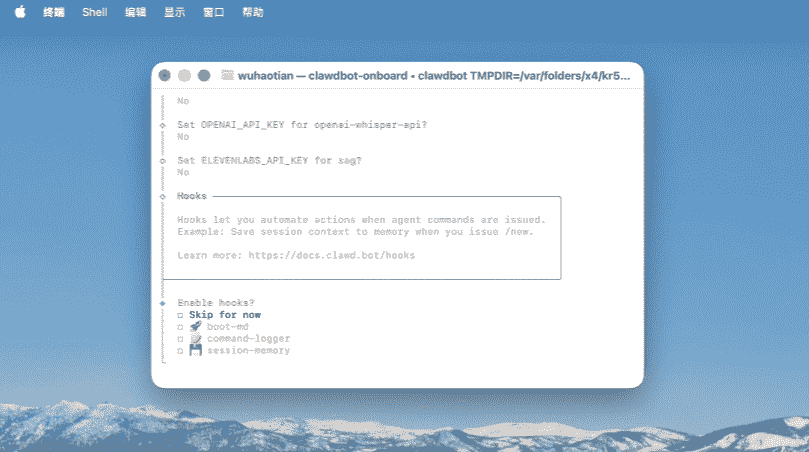 终端 Shell 编辑 显示 窗口 帮助
wuhaotian — clawdbot-onboard • clawdbot TMPDIR=/var/folders/x4/kr5...
No
Set OPENAI_API_KEY for openai-whisper-api?
No
Set ELEVENLABS_API_KEY for sag?
No
Hooks
Hooks let you automate actions when agent commands are issued.
Example: Save session context to memory when you issue /new.
Learn more: https://docs.clawd.bot/hooks
Enable hooks?
Skip for now
boot-md
command-logger
session-memory